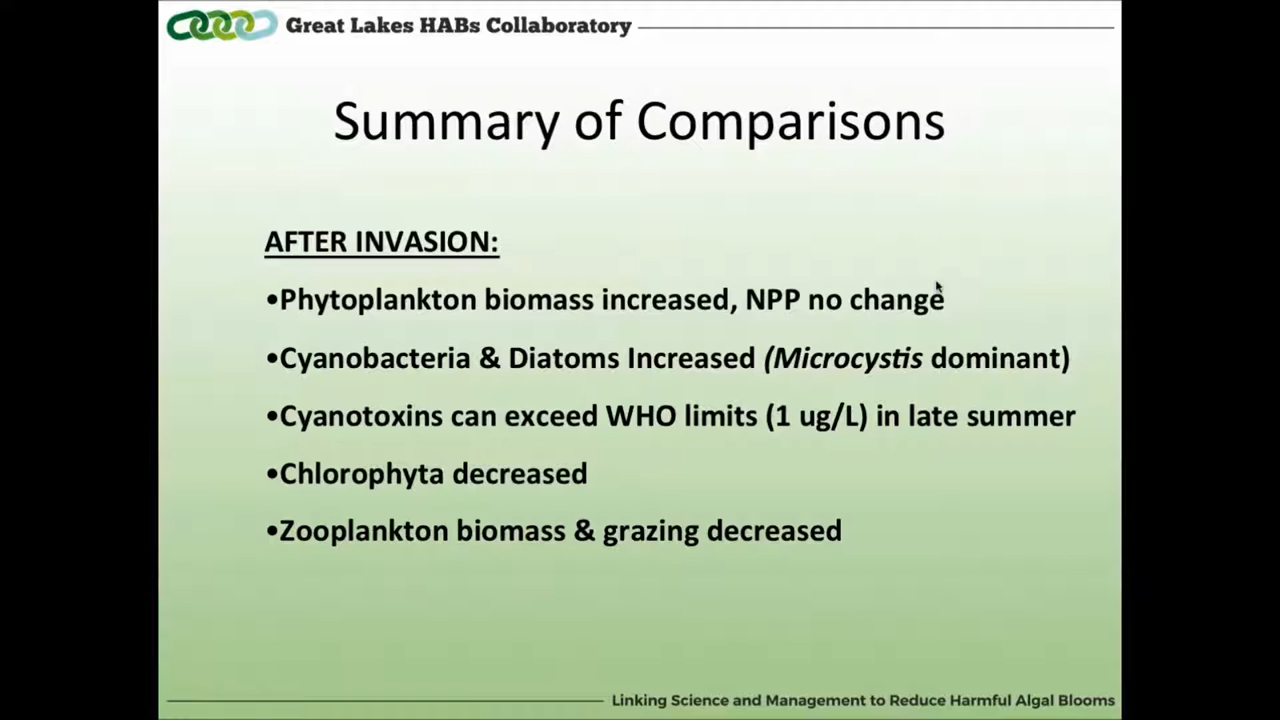 Great Lakes HABs Collaboratory
Summary of Comparisons
AFTER INVASION:
•Phytoplankton biomass increased, NPP no change
•Cyanobacteria & Diatoms Increased (Microcystis dominant)
•Cyanotoxins can exceed WHO limits (1 ug/L) in late summer
•Chlorophyta decreased
•Zooplankton biomass & grazing decreased
Linking Science and Management to Reduce Harmful Algal Blooms